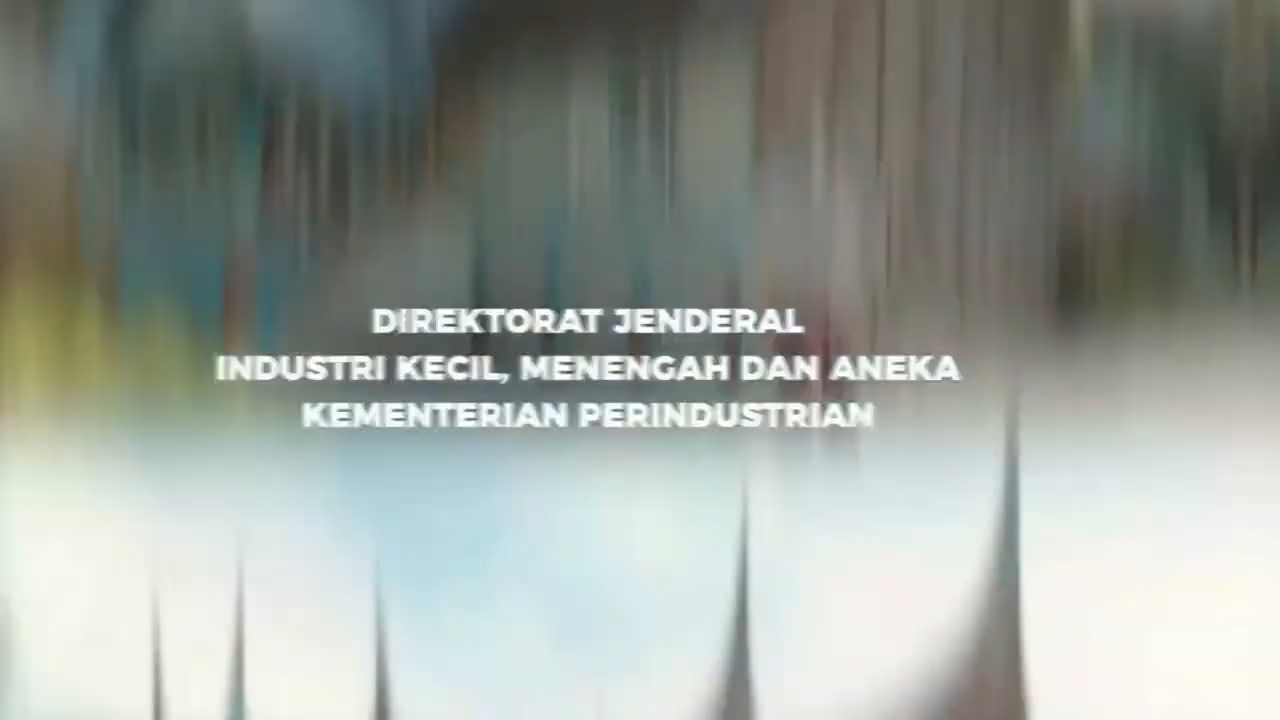 DIREKTORAT JENDERAL
INDUSTRI KECIL, MENENGAH DAN ANEKA
KEMENTERIAN PERINDUSTRIAN